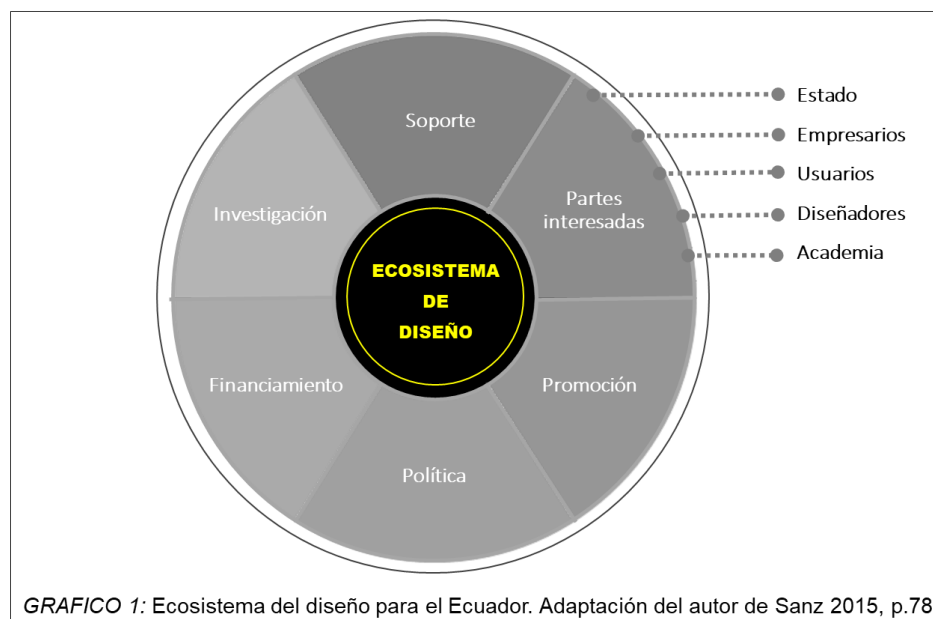 Soporte
Estado
Empresarios
Usuarios
Diseñadores
Academia
Partes
interesadas
Investigación
ECOSISTEMA
DE
DISEÑO
Financiamiento
Promoción
Política
GRAFICO 1: Ecosistema del diseño para el Ecuador. Adaptación del autor de Sanz 2015, p.78